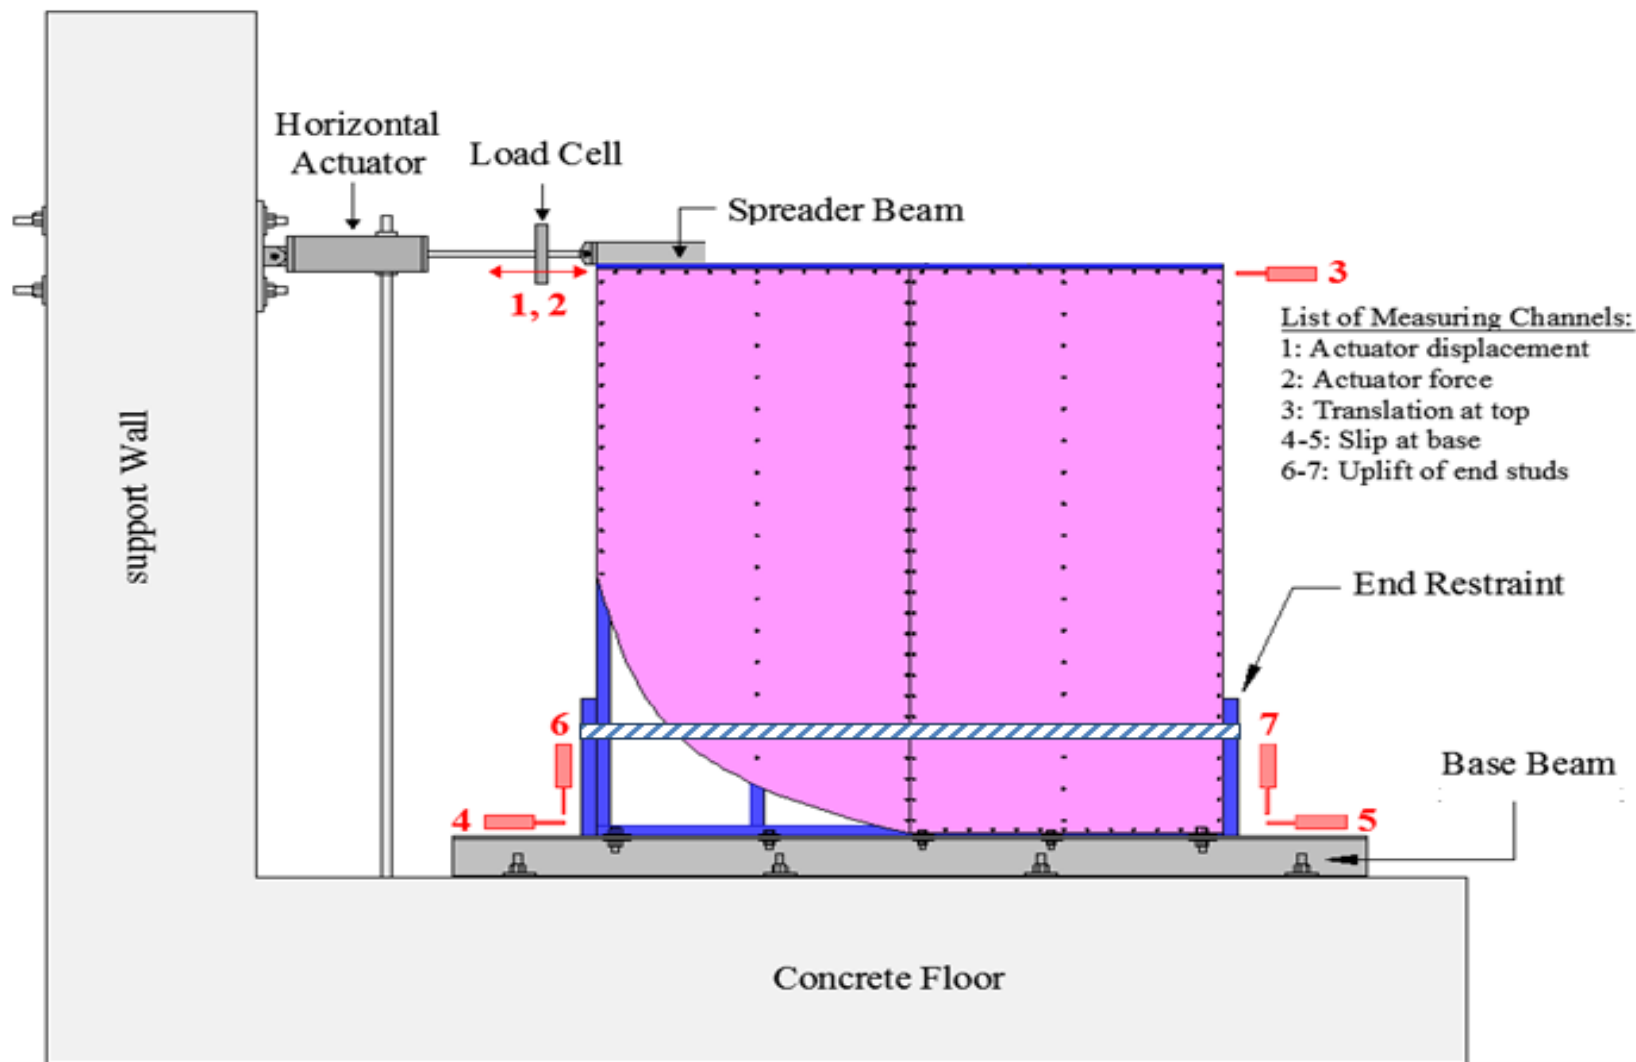 Horizontal
Actuator
Load Cell
Spreader Beam
1, 2
3
List of Measuring Channels:
1: Actuator displacement
2: Actuator force
3: Translation at top
4-5: Slip at base
6-7: Uplift of end studs
support Wall
End Restraint
6
7
Base Beam
4
5
Concrete Floor